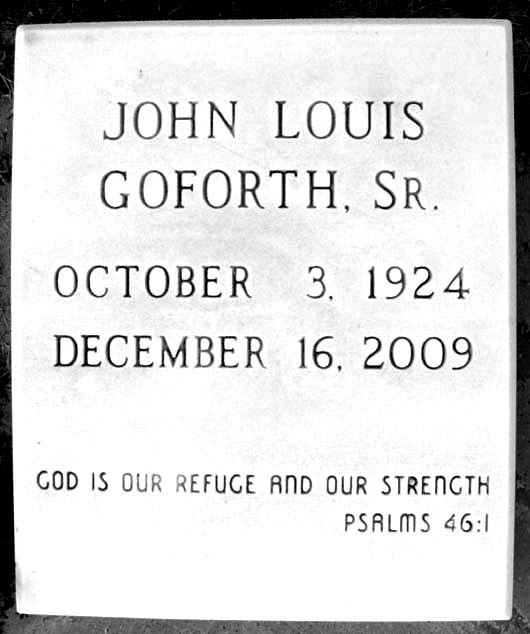 JOHN LOUIS
GOFORTH, SR.
OCTOBER 3, 1924
DECEMBER 16, 2009
GOD IS OUR REFUGE AND OUR STRENGTH
PSALMS 46:1